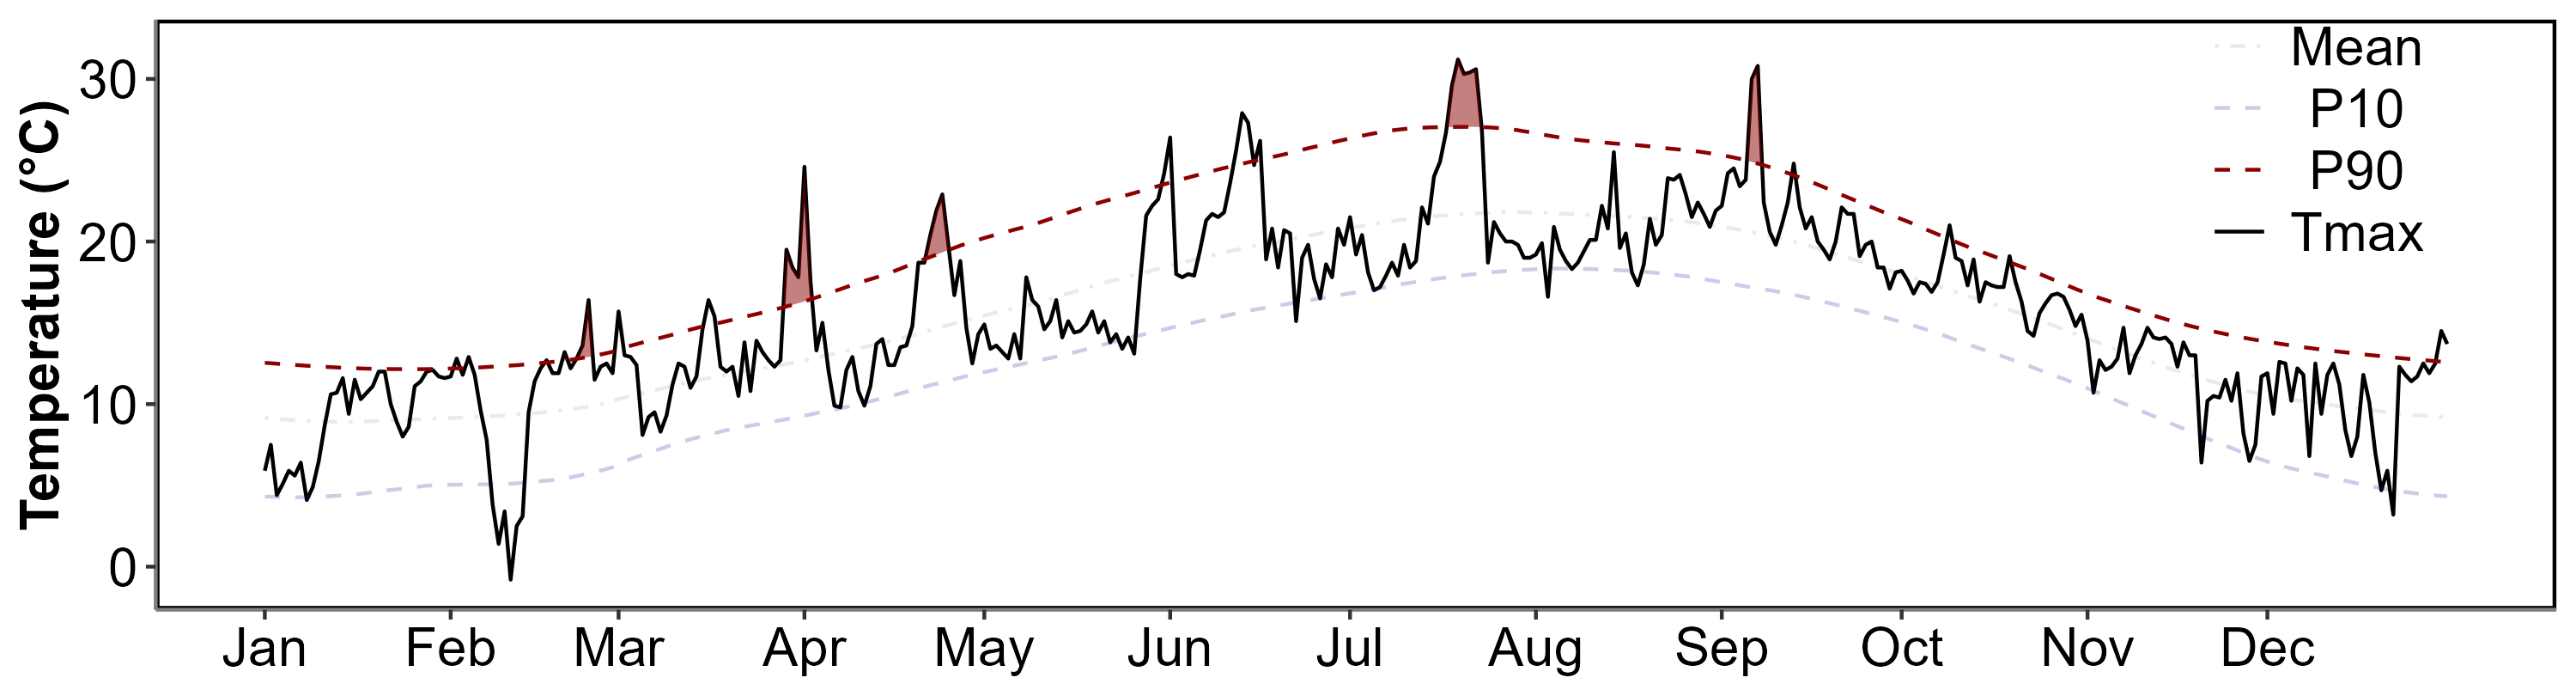 Temperature (°C)
30
20
10
0
Mean
P10
P90
Tmax
Jan Feb Mar Apr May Jun Jul Aug Sep Oct Nov Dec